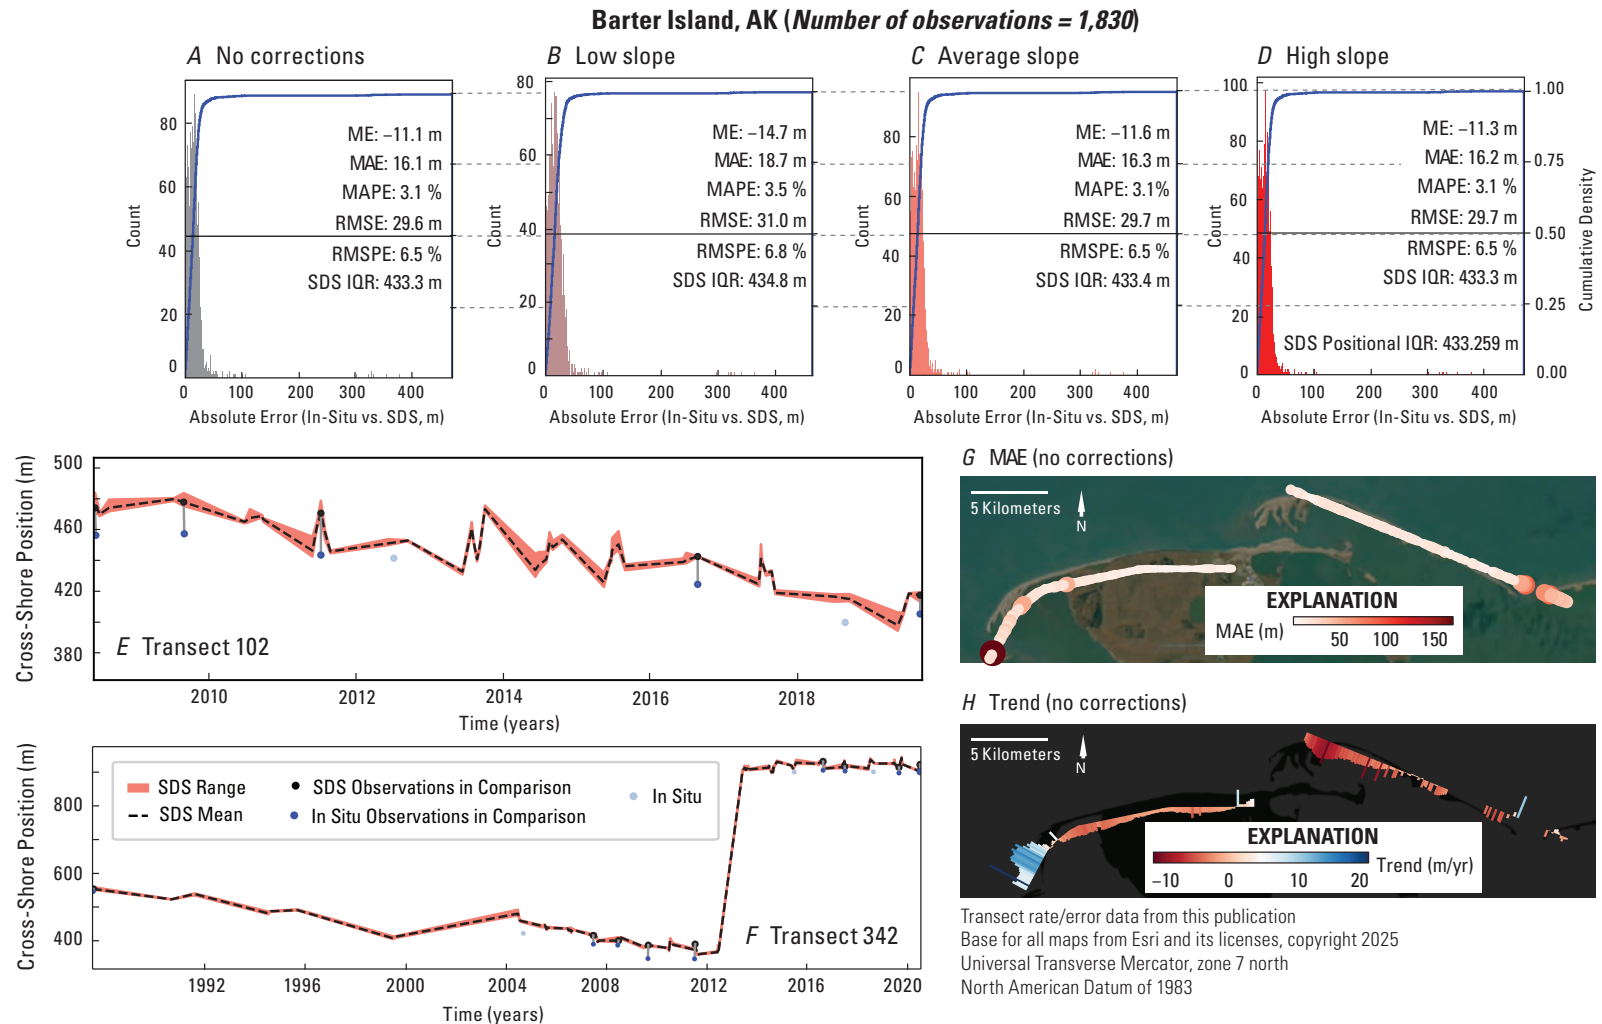 Barter Island, AK (Number of observations = 1,830)
A No corrections
80
60
40
20
0
Count
ME: –11.1 m
MAE: 16.1 m
MAPE: 3.1 %
RMSE: 29.6 m
RMSPE: 6.5 %
SDS IQR: 433.3 m
0 100 200 300 400
Absolute Error (In-Situ vs. SDS, m)
B Low slope
80
60
40
20
0
Count
ME: –14.7 m
MAE: 18.7 m
MAPE: 3.5 %
RMSE: 31.0 m
RMSPE: 6.8 %
SDS IQR: 434.8 m
0 100 200 300 400
Absolute Error (In-Situ vs. SDS, m)
C Average slope
80
60
40
20
0
Count
ME: –11.6 m
MAE: 16.3 m
MAPE: 3.1%
RMSE: 29.7 m
RMSPE: 6.5 %
SDS IQR: 433.4 m
0 100 200 300 400
Absolute Error (In-Situ vs. SDS, m)
D High slope
100
80
60
40
20
0
Count
ME: –11.3 m
MAE: 16.2 m
MAPE: 3.1 %
RMSE: 29.7 m
RMSPE: 6.5 %
SDS IQR: 433.3 m
SDS Positional IQR: 433.259 m
1.00
0.75
0.50
0.25
0.00
Cumulative Density
0 100 200 300 400
Absolute Error (In-Situ vs. SDS, m)
Cross-Shore Position (m)
500
460
420
380
E Transect 102
2010 2012 2014 2016 2018
Time (years)
Cross-Shore Position (m)
800
600
400
SDS Range
SDS Mean
SDS Observations in Comparison
In Situ Observations in Comparison
In Situ
F Transect 342
1992 1996 2000 2004 2008 2012 2016 2020
Time (years)
G MAE (no corrections)
5 Kilometers
N
EXPLANATION
MAE (m)
50 100 150
H Trend (no corrections)
5 Kilometers
N
EXPLANATION
Trend (m/yr)
–10 0 10 20
Transect rate/error data from this publication
Base for all maps from Esri and its licenses, copyright 2025
Universal Transverse Mercator, zone 7 north
North American Datum of 1983